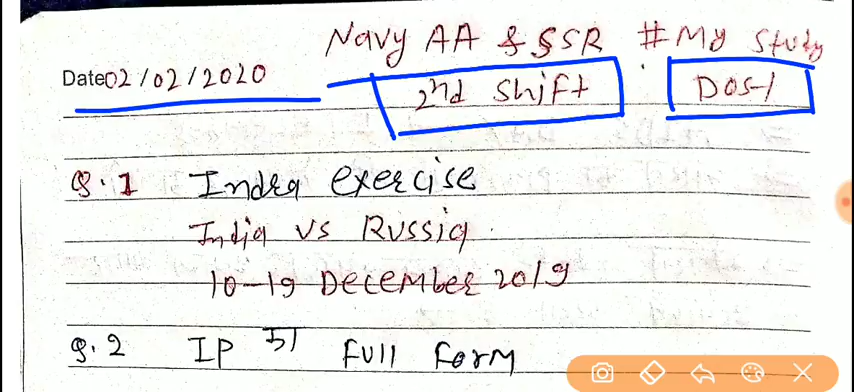 Navy AA & SSR #My Study
Date 02/02/2020
2nd Shift DOS-1
Q.1 Indra exercise
India vs Russia.
10-19 December 2019
Q.2 IP का Full Form